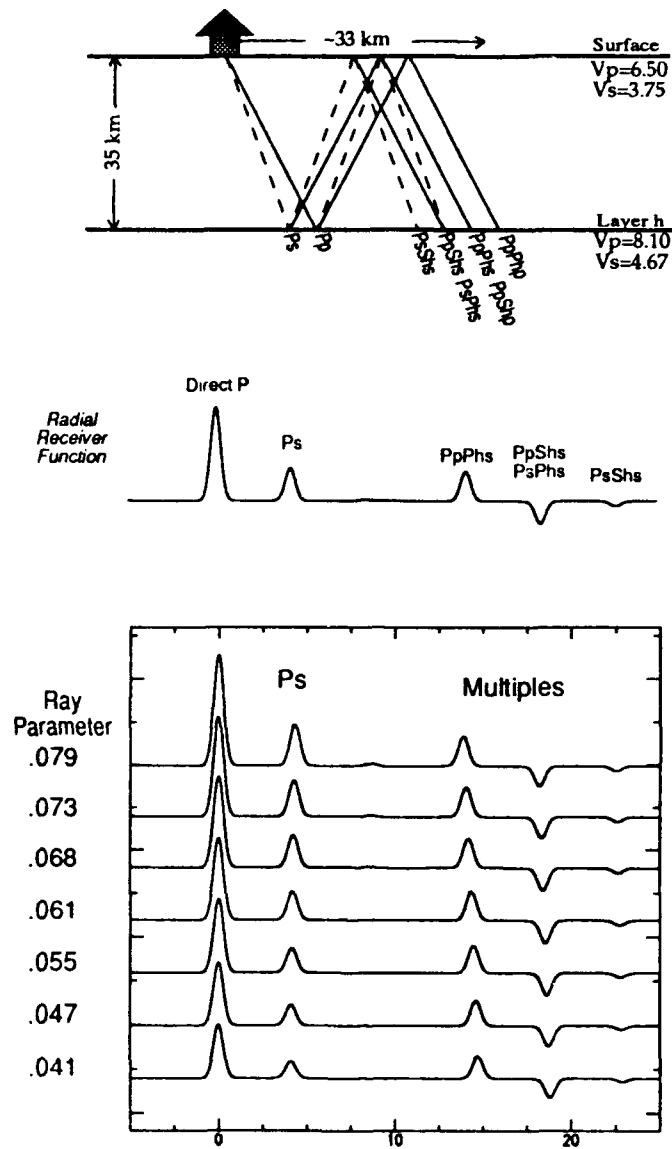 ~33 km
Surface
Vp=6.50
Vs=3.75
35 km
Layer h
Vp=8.10
Vs=4.67
Ps
Pp
PsShs
PpShs PsPhs
PpPhs PpShp
PpPhp
Direct P
Radial
Receiver
Function
Ps
PpPhs
PpShs
P3Phs
PsShs
Ps
Multiples
Ray
Parameter
.079
.073
.068
.061
.055
.047
.041
0
10
20